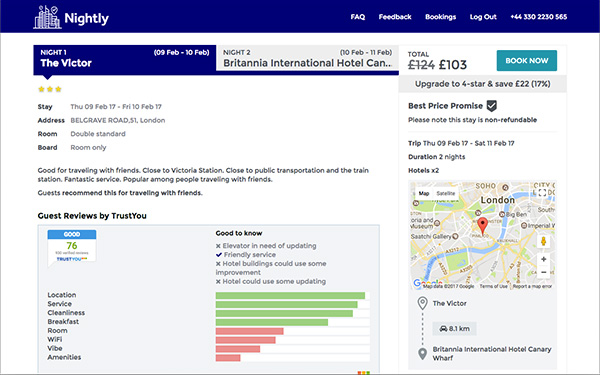 Nightly
FAQ Feedback Bookings Log Out +44 330 2230 565
NIGHT 1 (09 Feb - 10 Feb)
The Victor
NIGHT 2 (10 Feb - 11 Feb)
Britannia International Hotel Can...
TOTAL
£124 £103
BOOK NOW
Upgrade to 4-star & save £22 (17%)
Stay Thu 09 Feb 17 - Fri 10 Feb 17
Address BELGRAVE ROAD,51, London
Room Double standard
Board Room only
Good for traveling with friends. Close to Victoria Station. Close to public transportation and the train
station. Fantastic service. Popular among people traveling with friends.
Guests recommend this for traveling with friends.
Guest Reviews by TrustYou
GOOD
76
TRUSTYOU
Good to know
Elevator in need of updating
Friendly service
Hotel buildings could use some
improvement
Hotel could use some updating
Location
Service
Cleanliness
Breakfast
Room
WiFi
Vibe
Amenities
Best Price Promise
Please note this stay is non-refundable
Trip Thu 09 Feb 17 - Sat 11 Feb 17
Duration 2 nights
Hotels x2
Map Satellite
SOHO
London
Big Ben
Saatchi Gallery
PIMLICO
BATTERSEA
Google
Map data ©2017 Google Terms of Use Report a map error
The Victor
8.1 km
Britannia International Hotel Canary
Wharf